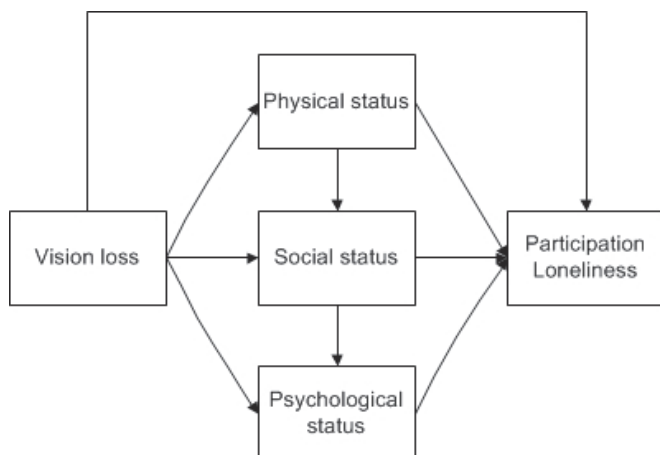 Physical status
Vision loss
Social status
Participation
Loneliness
Psychological
status